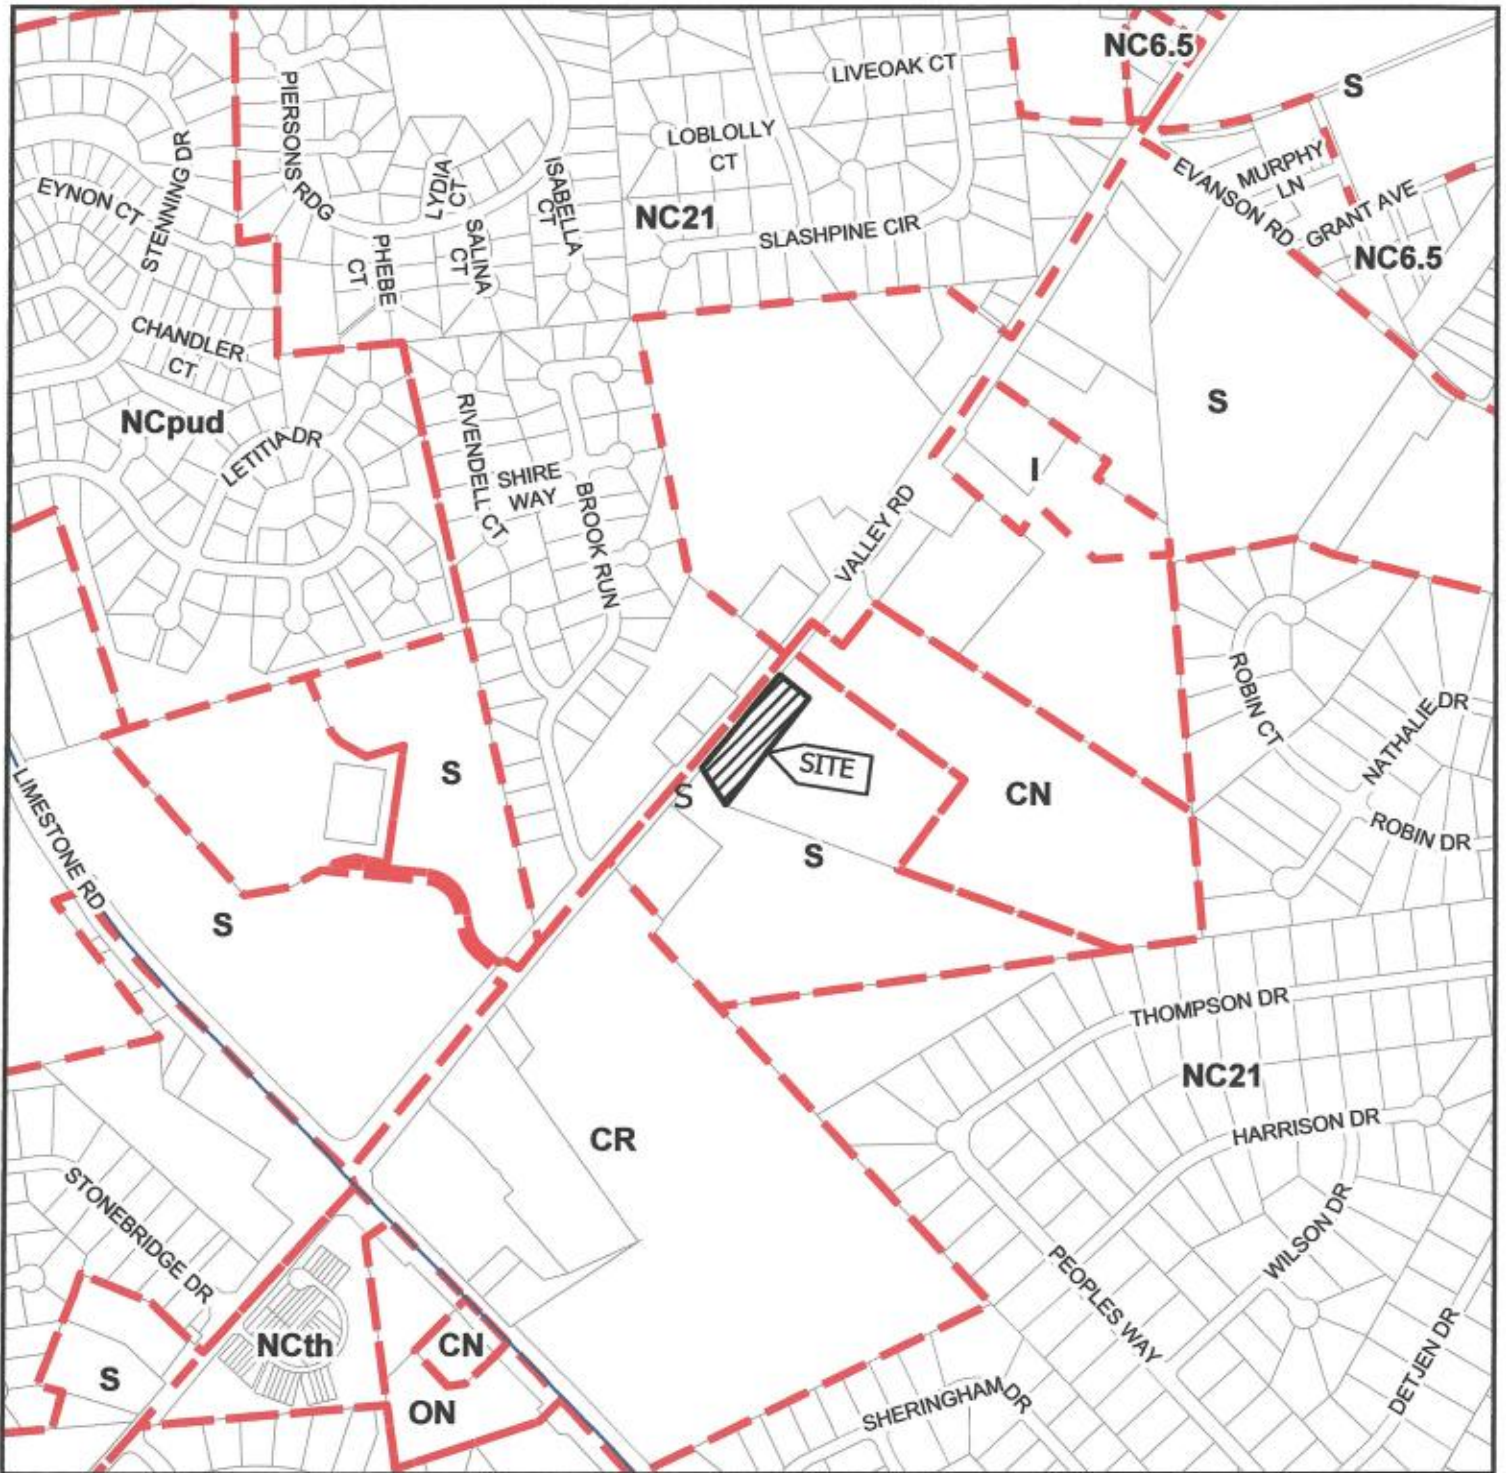 NC6.5
LIVEOAK CT
S
PIERSONS RDG
LOBLOLLY
CT
STENNING DR
MURPHY
LN
EYNON CT
LYDIA
CT
ISABELLA
CT
EVANSON RD
GRANT AVE
NC21
SALINA
CT
SLASHPINE CIR
PHEBE
CT
NC6.5
CHANDLER
CT
S
NCpud
RIVENDELL CT
LETITIA DR
SHIRE
WAY
I
BROOK RUN
VALLEY RD
ROBIN CT
NATHALIE DR
SITE
S
S
CN
LIMESTONE RD
ROBIN DR
S
S
THOMPSON DR
NC21
CR
HARRISON DR
STONEBRIDGE DR
WILSON DR
PEOPLES WAY
NCth
CN
S
DETJEN DR
ON
SHERINGHAM DR